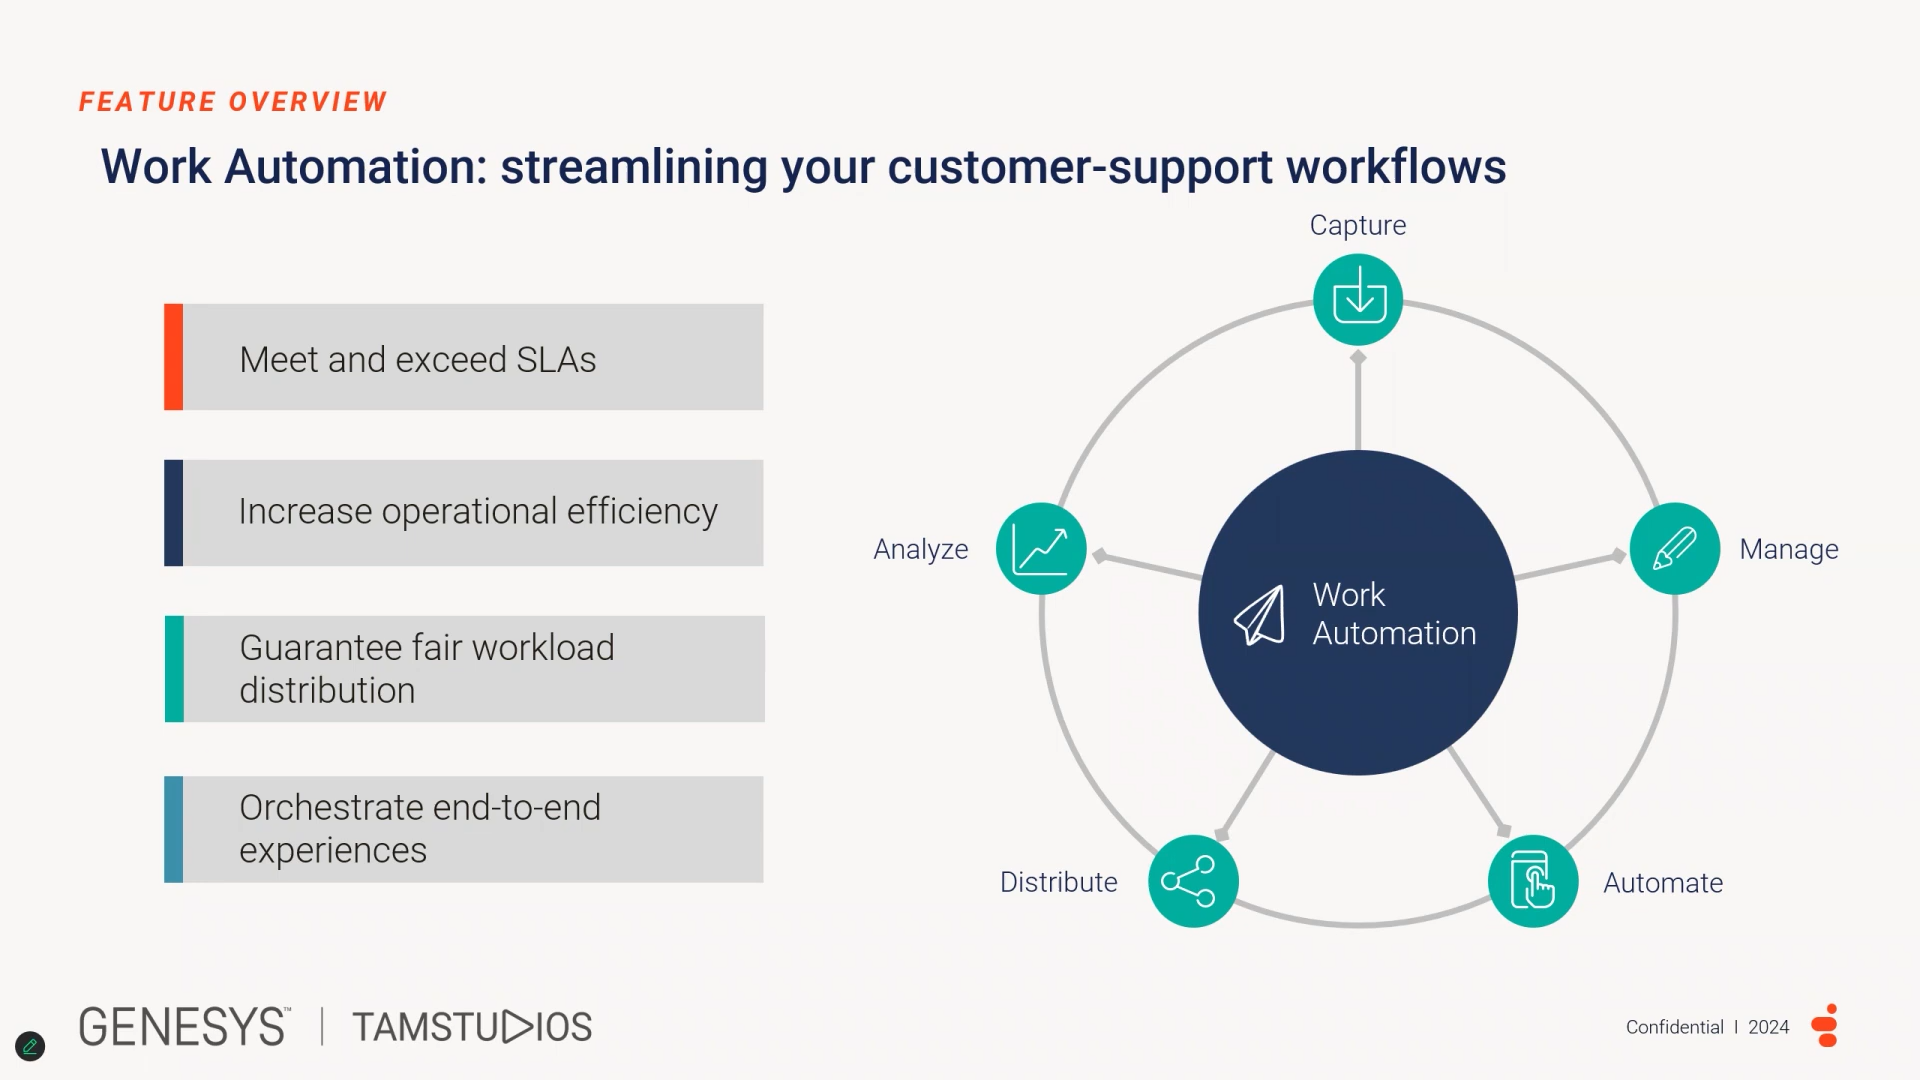 FEATURE OVERVIEW
Work Automation: streamlining your customer-support workflows
Meet and exceed SLAs
Increase operational efficiency
Guarantee fair workload
distribution
Orchestrate end-to-end
experiences
Capture
Analyze
Manage
Work
Automation
Distribute
Automate
GENESYS™ | TAMSTUDIOS
Confidential | 2024